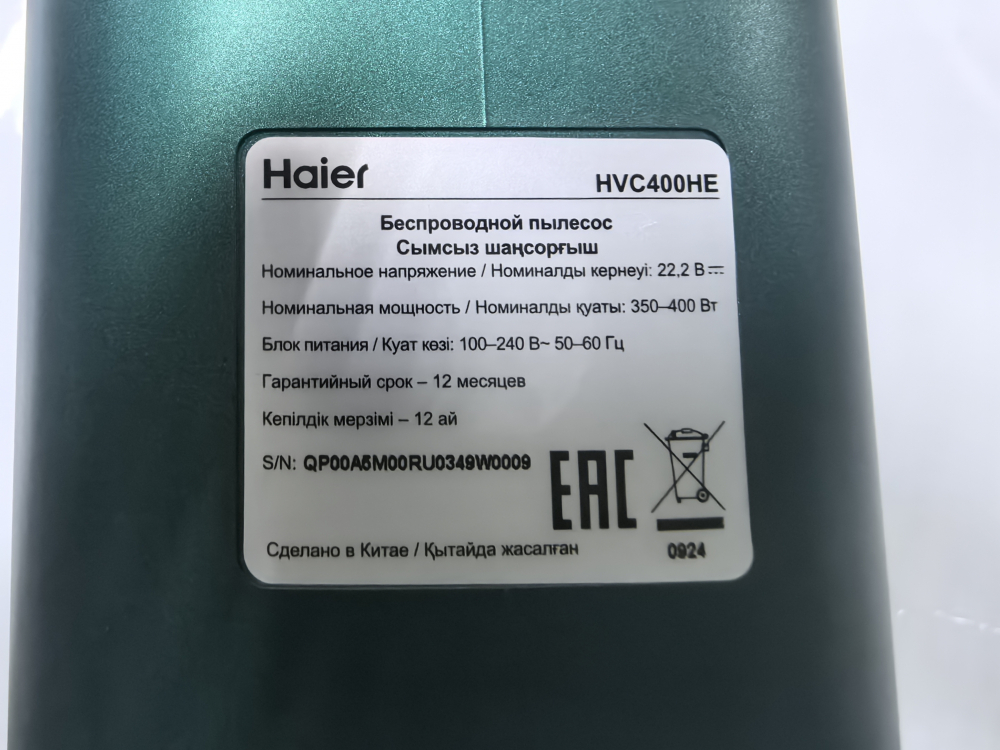 Haier
HVC400HE
Беспроводной пылесос
Сымсыз шаңсорғыш
Номинальное напряжение / Номиналды кернеуі: 22,2 В⎓
Номинальная мощность / Номиналды қуаты: 350–400 Вт
Блок питания / Қуат көзі: 100–240 В~ 50–60 Гц
Гарантийный срок – 12 месяцев
Кепілдік мерзімі – 12 ай
S/N: QP00A5M00RU0349W0009
EAC
Сделано в Китае / Қытайда жасалған
0924